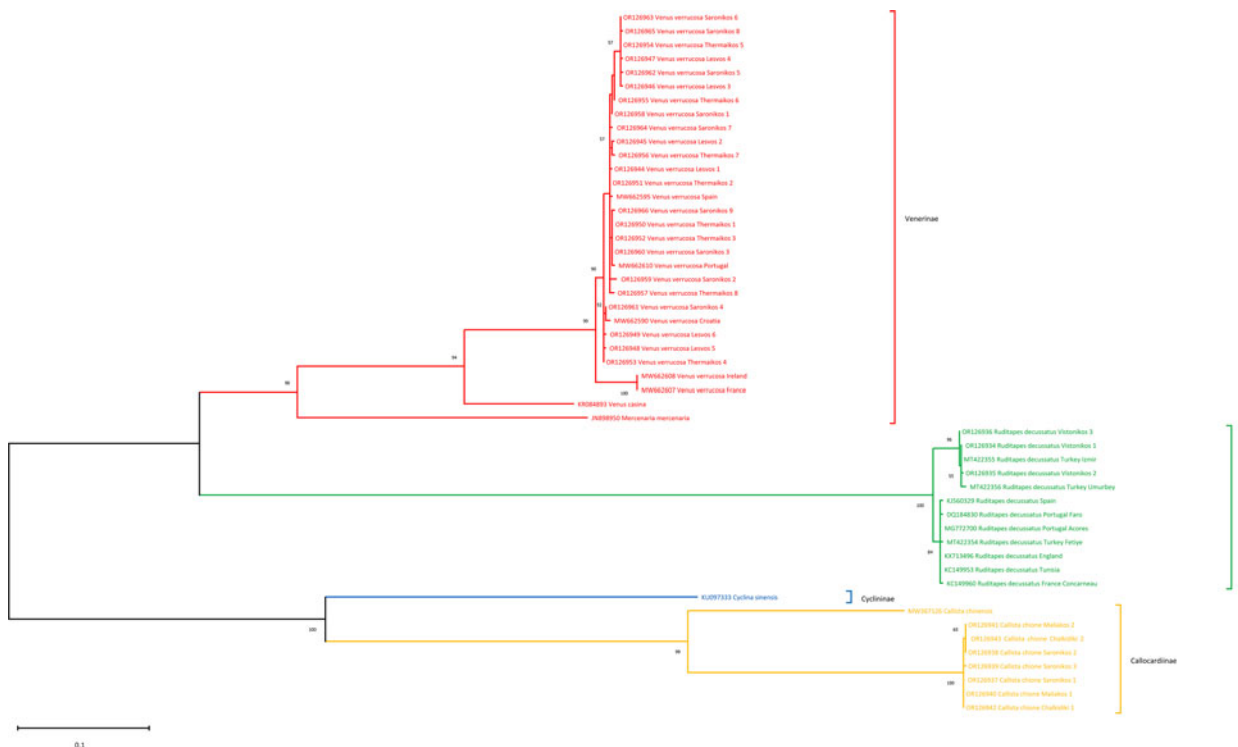 OR126963 Venus verrucosa Saronikos 6
OR126965 Venus verrucosa Saronikos 8
57
OR126954 Venus verrucosa Thermaikos 5
OR126947 Venus verrucosa Lesvos 4
OR126962 Venus verrucosa Saronikos 5
OR126946 Venus verrucosa Lesvos 3
OR126955 Venus verrucosa Thermaikos 6
OR126958 Venus verrucosa Saronikos 1
OR126964 Venus verrucosa Saronikos 7
57
OR126945 Venus verrucosa Lesvos 2
OR126956 Venus verrucosa Thermaikos 7
OR126944 Venus verrucosa Lesvos 1
OR126951 Venus verrucosa Thermaikos 2
MW662595 Venus verrucosa Spain
OR126966 Venus verrucosa Saronikos 9
Venerinae
OR126950 Venus verrucosa Thermaikos 1
OR126952 Venus verrucosa Thermaikos 3
OR126960 Venus verrucosa Saronikos 3
MW662610 Venus verrucosa Portugal
OR126959 Venus verrucosa Saronikos 2
OR126957 Venus verrucosa Thermaikos 8
OR126961 Venus verrucosa Saronikos 4
MW662590 Venus verrucosa Croatia
OR126949 Venus verrucosa Lesvos 6
OR126948 Venus verrucosa Lesvos 5
94
OR126953 Venus verrucosa Thermaikos 4
MW662608 Venus verrucosa Ireland
100
MW662607 Venus verrucosa France
KR084893 Venus casina
JN898950 Mercenaria mercenaria
OR126936 Ruditapes decussatus Vistonikos 3
OR126934 Ruditapes decussatus Vistonikos 1
MT422355 Ruditapes decussatus Turkey Izmir
OR126935 Ruditapes decussatus Vistonikos 2
MT422356 Ruditapes decussatus Turkey Umurbey
KJ560329 Ruditapes decussatus Spain
100
DQ184830 Ruditapes decussatus Portugal Faro
MG772700 Ruditapes decussatus Portugal Acores
MT422354 Ruditapes decussatus Turkey Fetiye
84
KX713496 Ruditapes decussatus England
KC149953 Ruditapes decussatus Tunisia
KC149960 Ruditapes decussatus France Concarneau
KU097333 Cyclina sinensis
Cyclininae
Callista chinensis
OR126942 Callista chione Maliakos 2
Callista chione Chalkidiki 2
100
OR126938 Callista chione Saronikos 2
Callocardiinae
OR126939 Callista chione Saronikos 3
OR126937 Callista chione Saronikos 1
100
OR126940 Callista chione Maliakos 1
Callista chione Chalkidiki 1
0.1